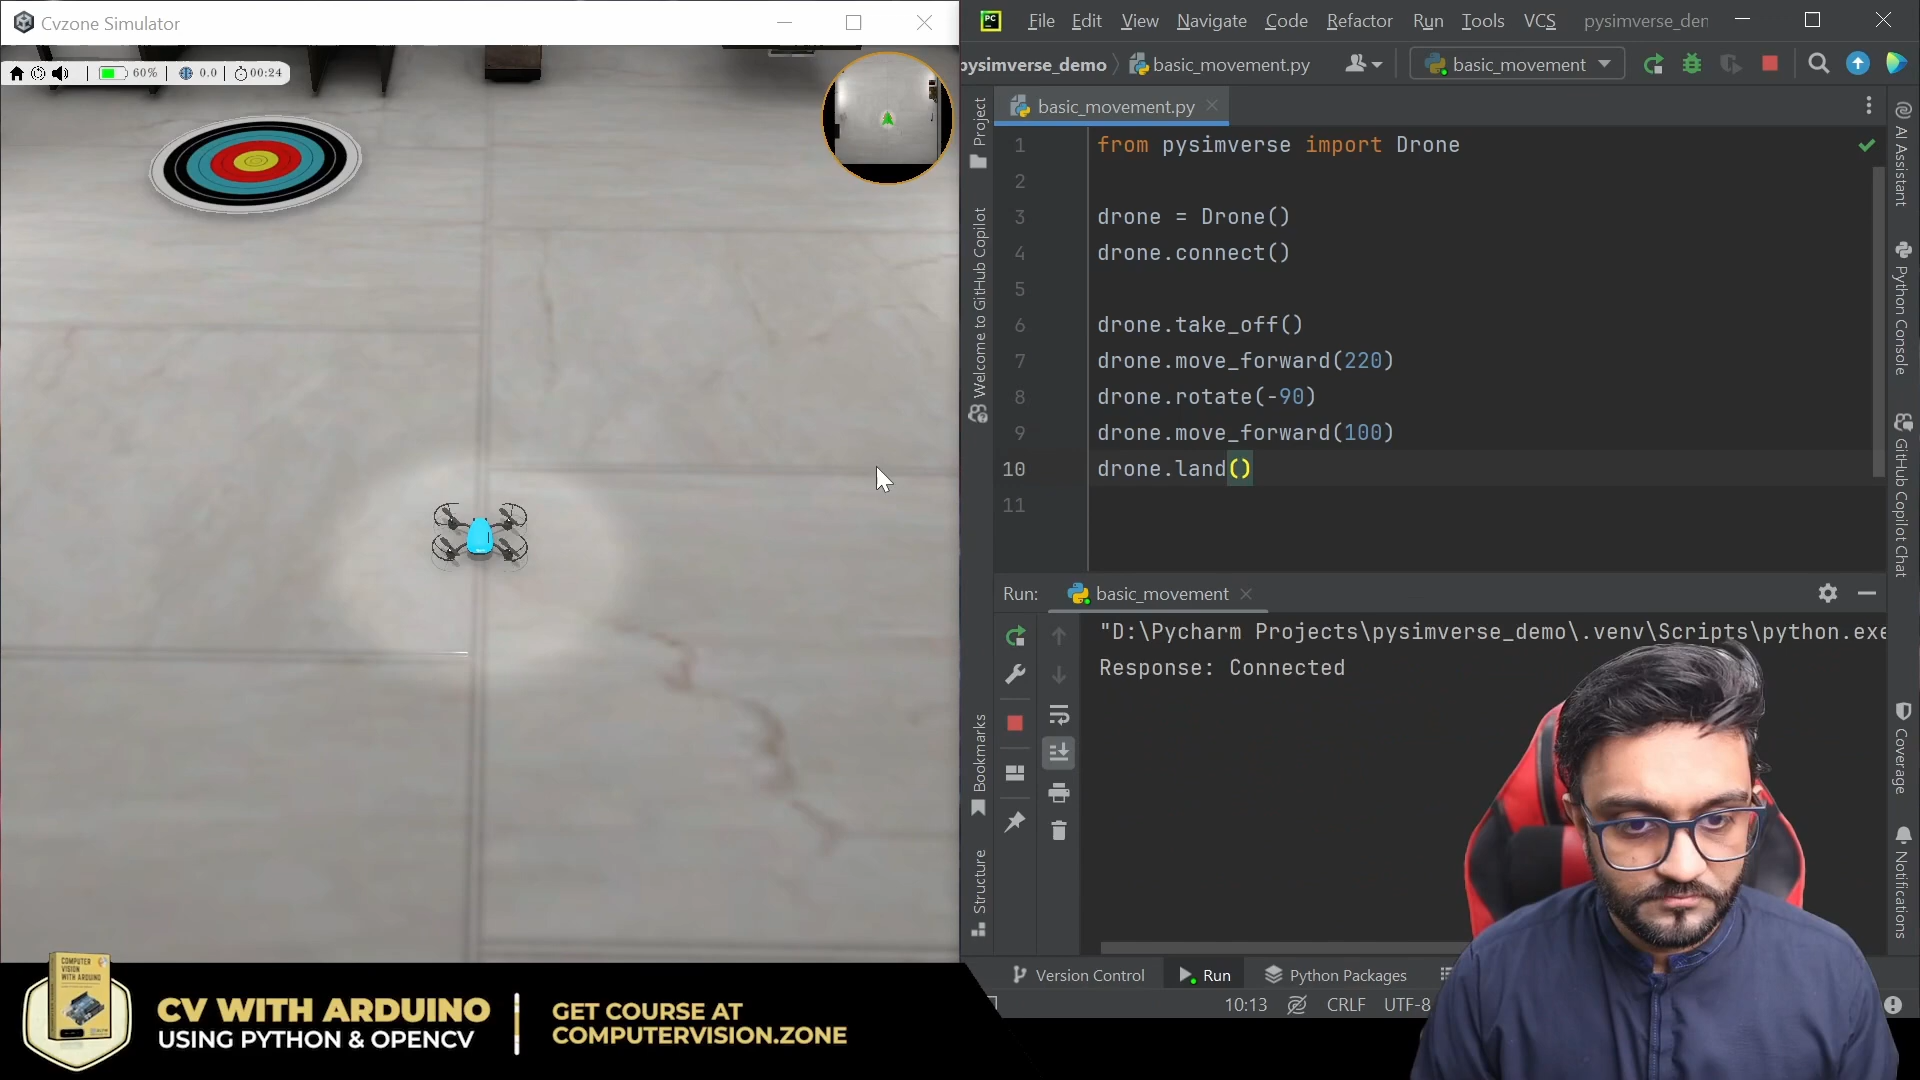 Cvzone Simulator
60% 0.0 00:24
File Edit View Navigate Code Refactor Run Tools VCS
pysimverse_demo basic_movement.py basic_movement
basic_movement.py
1 from pysimverse import Drone
2
3 drone = Drone()
4 drone.connect()
5
6 drone.take_off()
7 drone.move_forward(220)
8 drone.rotate(-90)
9 drone.move_forward(100)
10 drone.land()
11
Project
Welcome to GitHub Copilot
Bookmarks
Structure
AI Assistant
Python Console
GitHub Copilot Chat
Coverage
Notifications
Run: basic_movement
"D:\Pycharm Projects\pysimverse_demo\.venv\Scripts\python.exe
Response: Connected
Version Control Run Python Packages
10:13 CRLF UTF-8
COMPUTER
VISION
WITH ARDUINO
CV WITH ARDUINO
USING PYTHON & OPENCV
GET COURSE AT
COMPUTERVISION.ZONE